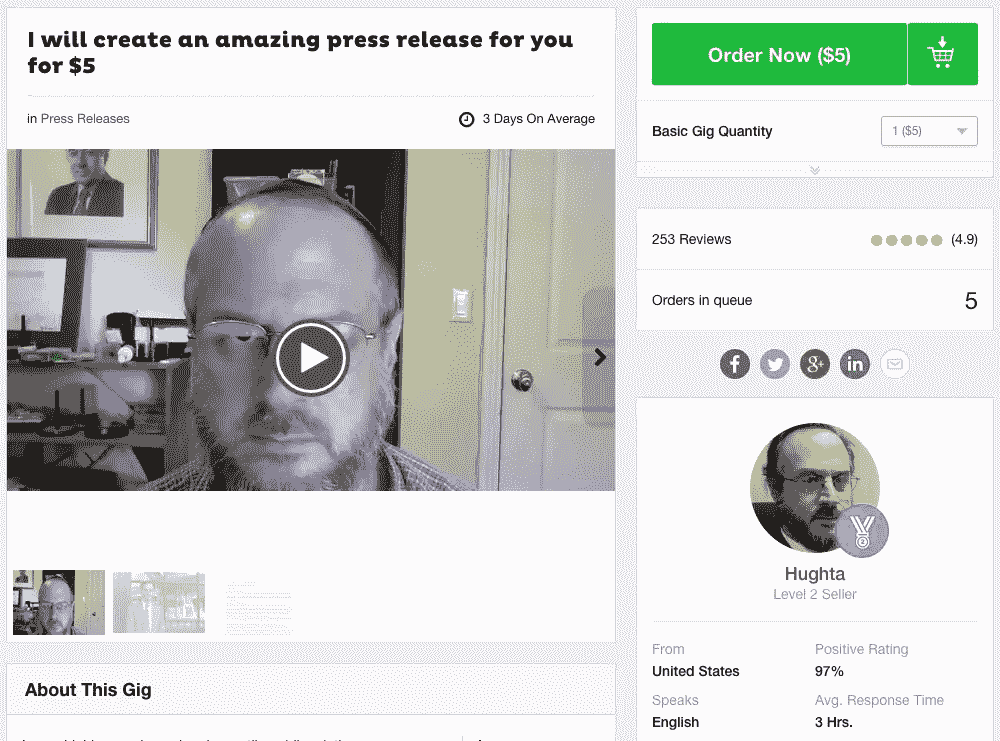 I will create an amazing press release for you
for $5
in Press Releases
3 Days On Average
About This Gig
Order Now ($5)
Basic Gig Quantity
1 ($5)
253 Reviews
(4.9)
Orders in queue
5
Hughta
Level 2 Seller
From
Positive Rating
United States
97%
Speaks
Avg. Response Time
English
3 Hrs.